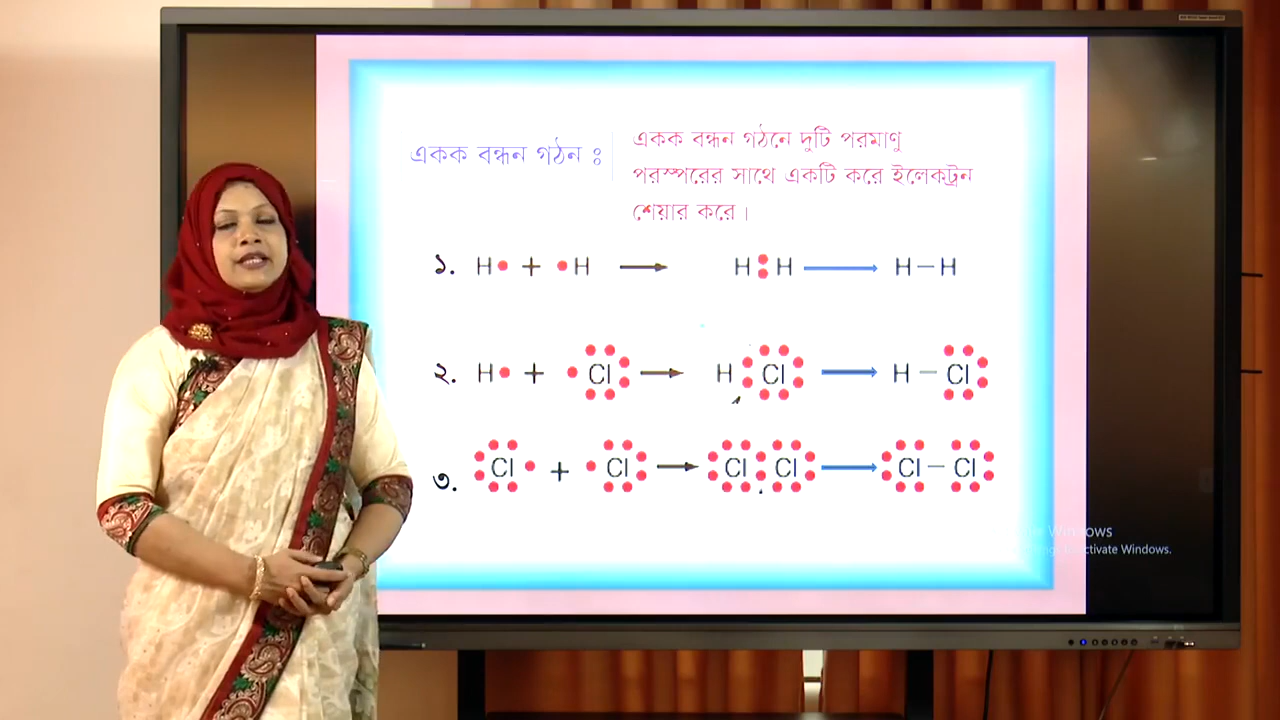 একক বন্ধন গঠন ঃ
একক বন্ধন গঠনে দুটি পরমাণু
পরস্পরের সাথে একটি করে ইলেকট্রন
শেয়ার করে।
১. H• + •H → H:H → H–H
২. H• + •Cl → H:Cl → H–Cl
৩. Cl• + •Cl → Cl:Cl → Cl–Cl
Windows
activate Windows.